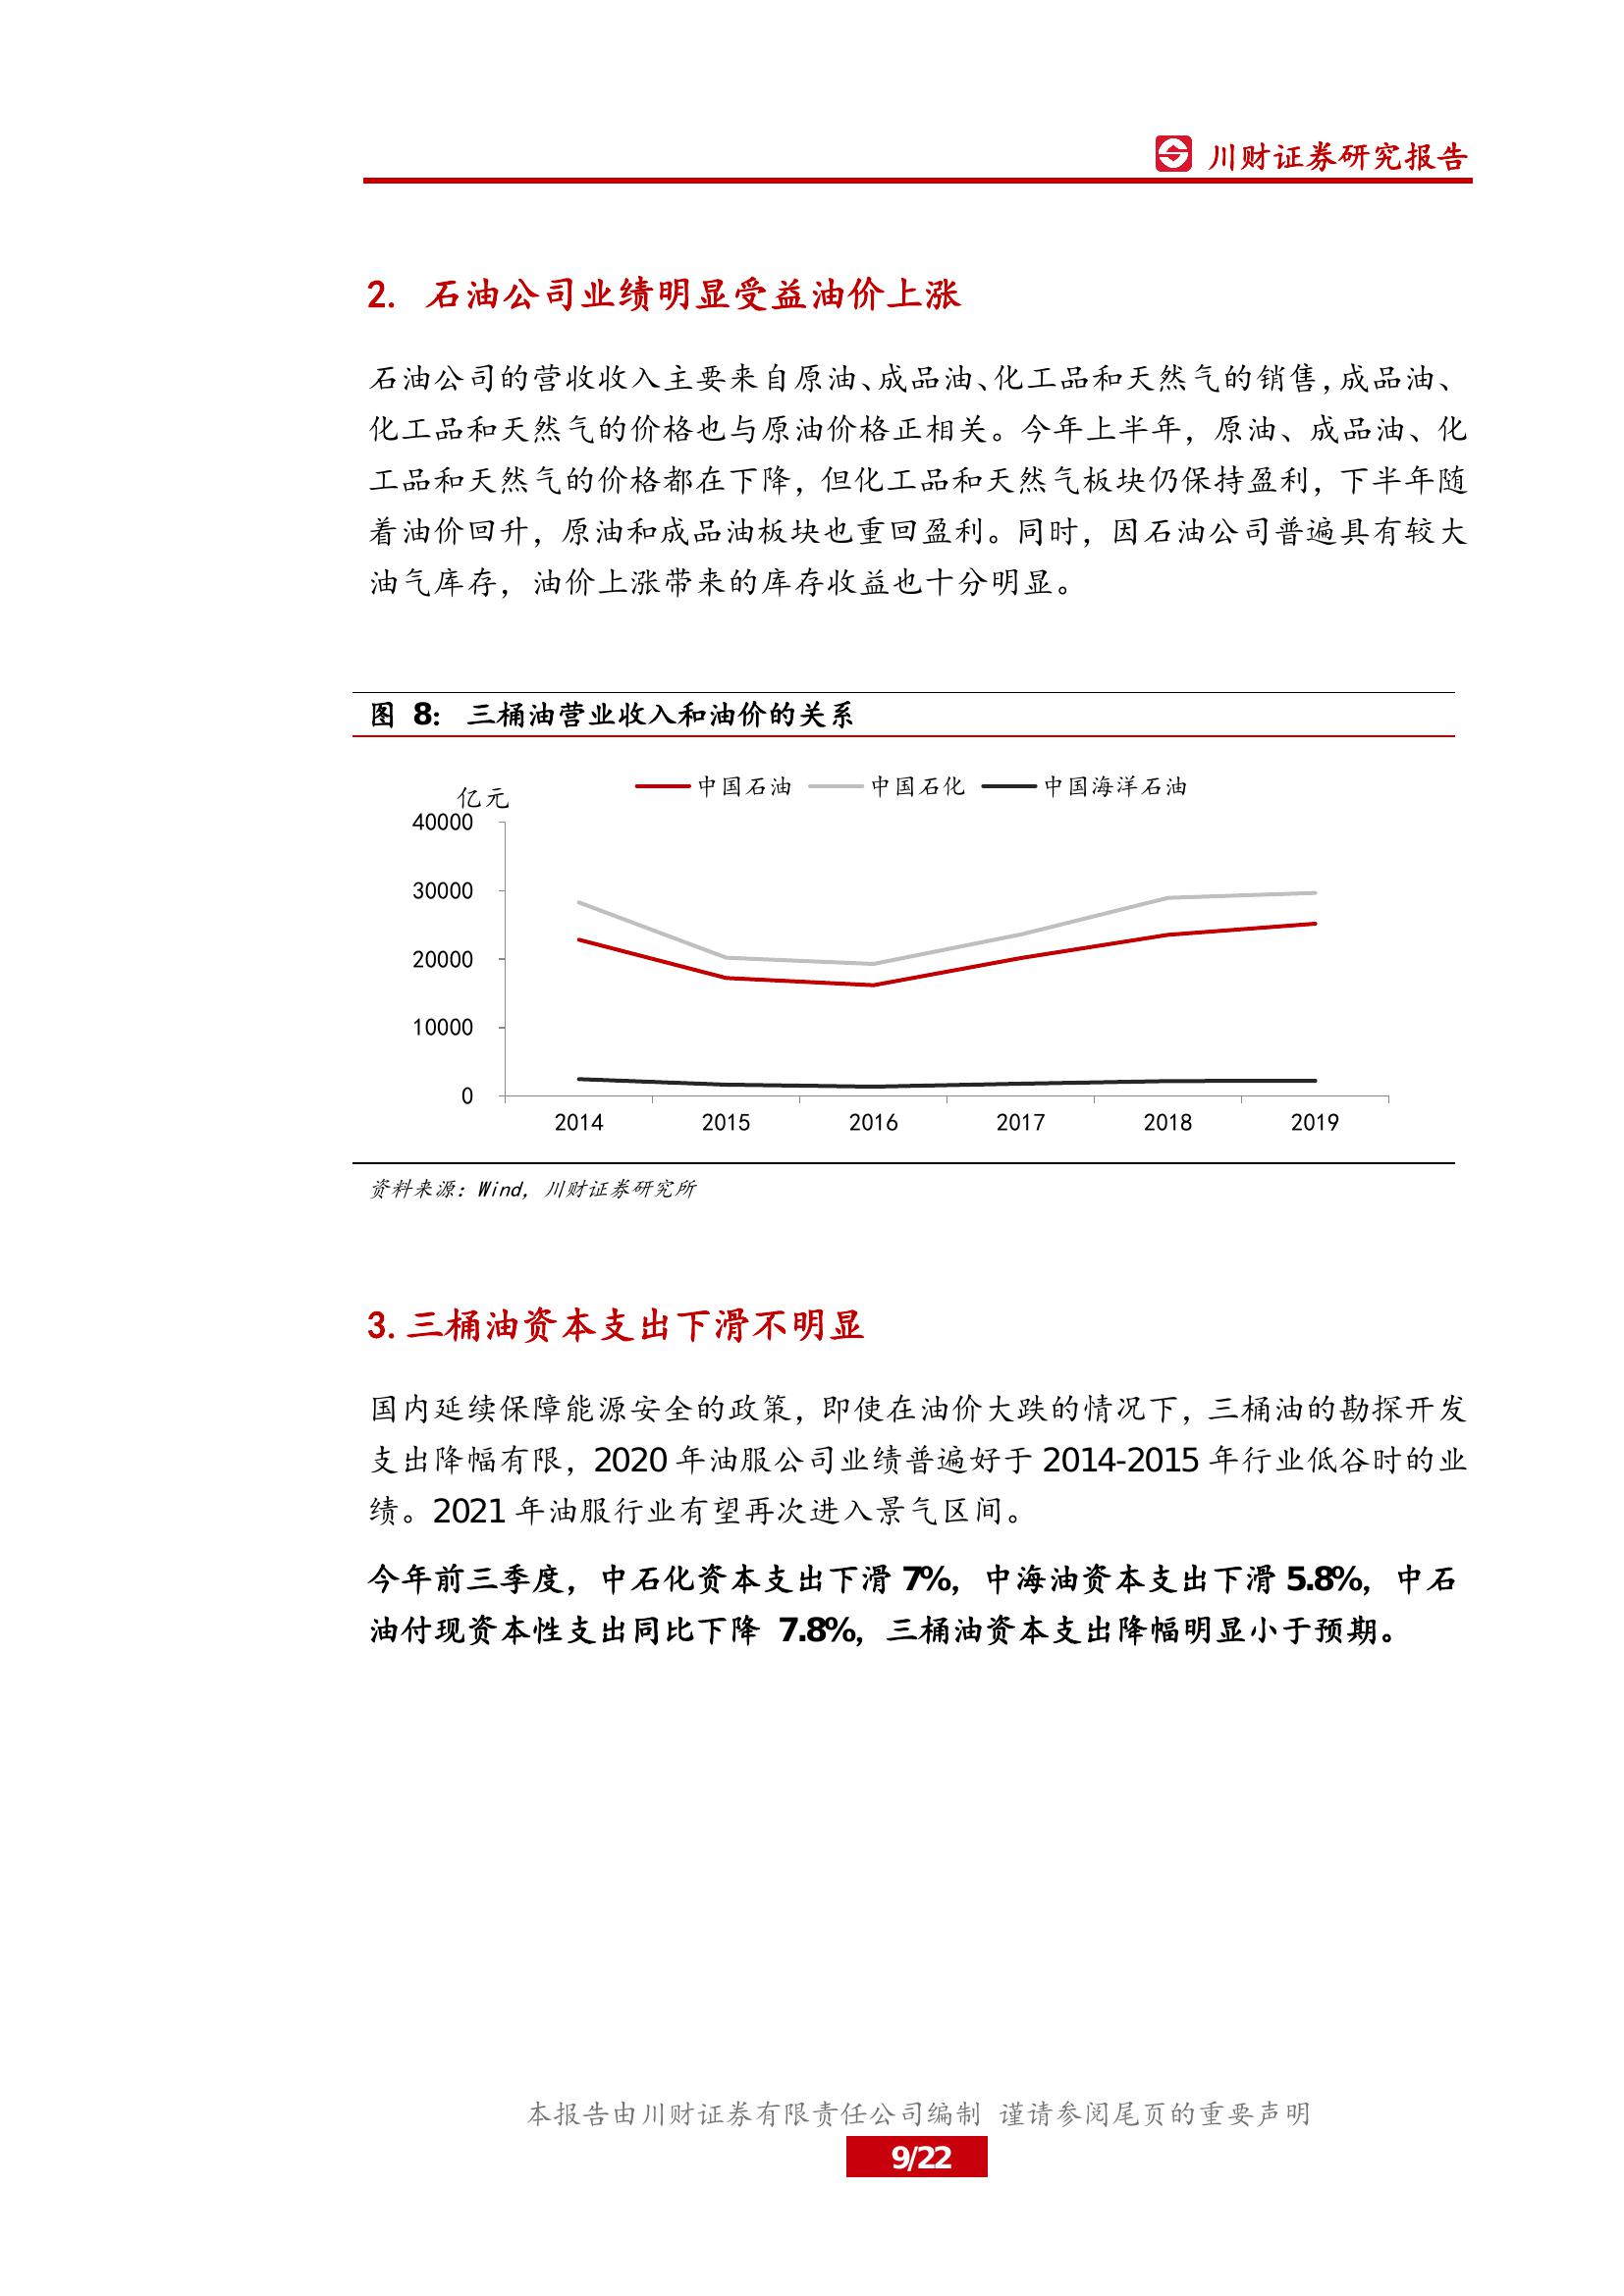 川财证券研究报告
2. 石油公司业绩明显受益油价上涨
石油公司的营收收入主要来自原油、成品油、化工品和天然气的销售，成品油、
化工品和天然气的价格也与原油价格正相关。今年上半年，原油、成品油、化
工品和天然气的价格都在下降，但化工品和天然气板块仍保持盈利，下半年随
着油价回升，原油和成品油板块也重回盈利。同时，因石油公司普遍具有较大
油气库存，油价上涨带来的库存收益也十分明显。
图 8： 三桶油营业收入和油价的关系
中国石油 中国石化 中国海洋石油
亿元
40000
30000
20000
10000
0
2014 2015 2016 2017 2018 2019
资料来源：Wind，川财证券研究所
3.三桶油资本支出下滑不明显
国内延续保障能源安全的政策，即使在油价大跌的情况下，三桶油的勘探开发
支出降幅有限，2020 年油服公司业绩普遍好于 2014-2015 年行业低谷时的业
绩。2021 年油服行业有望再次进入景气区间。
今年前三季度，中石化资本支出下滑 7%，中海油资本支出下滑 5.8%，中石
油付现资本性支出同比下降 7.8%，三桶油资本支出降幅明显小于预期。
本报告由川财证券有限责任公司编制 谨请参阅尾页的重要声明
9/22